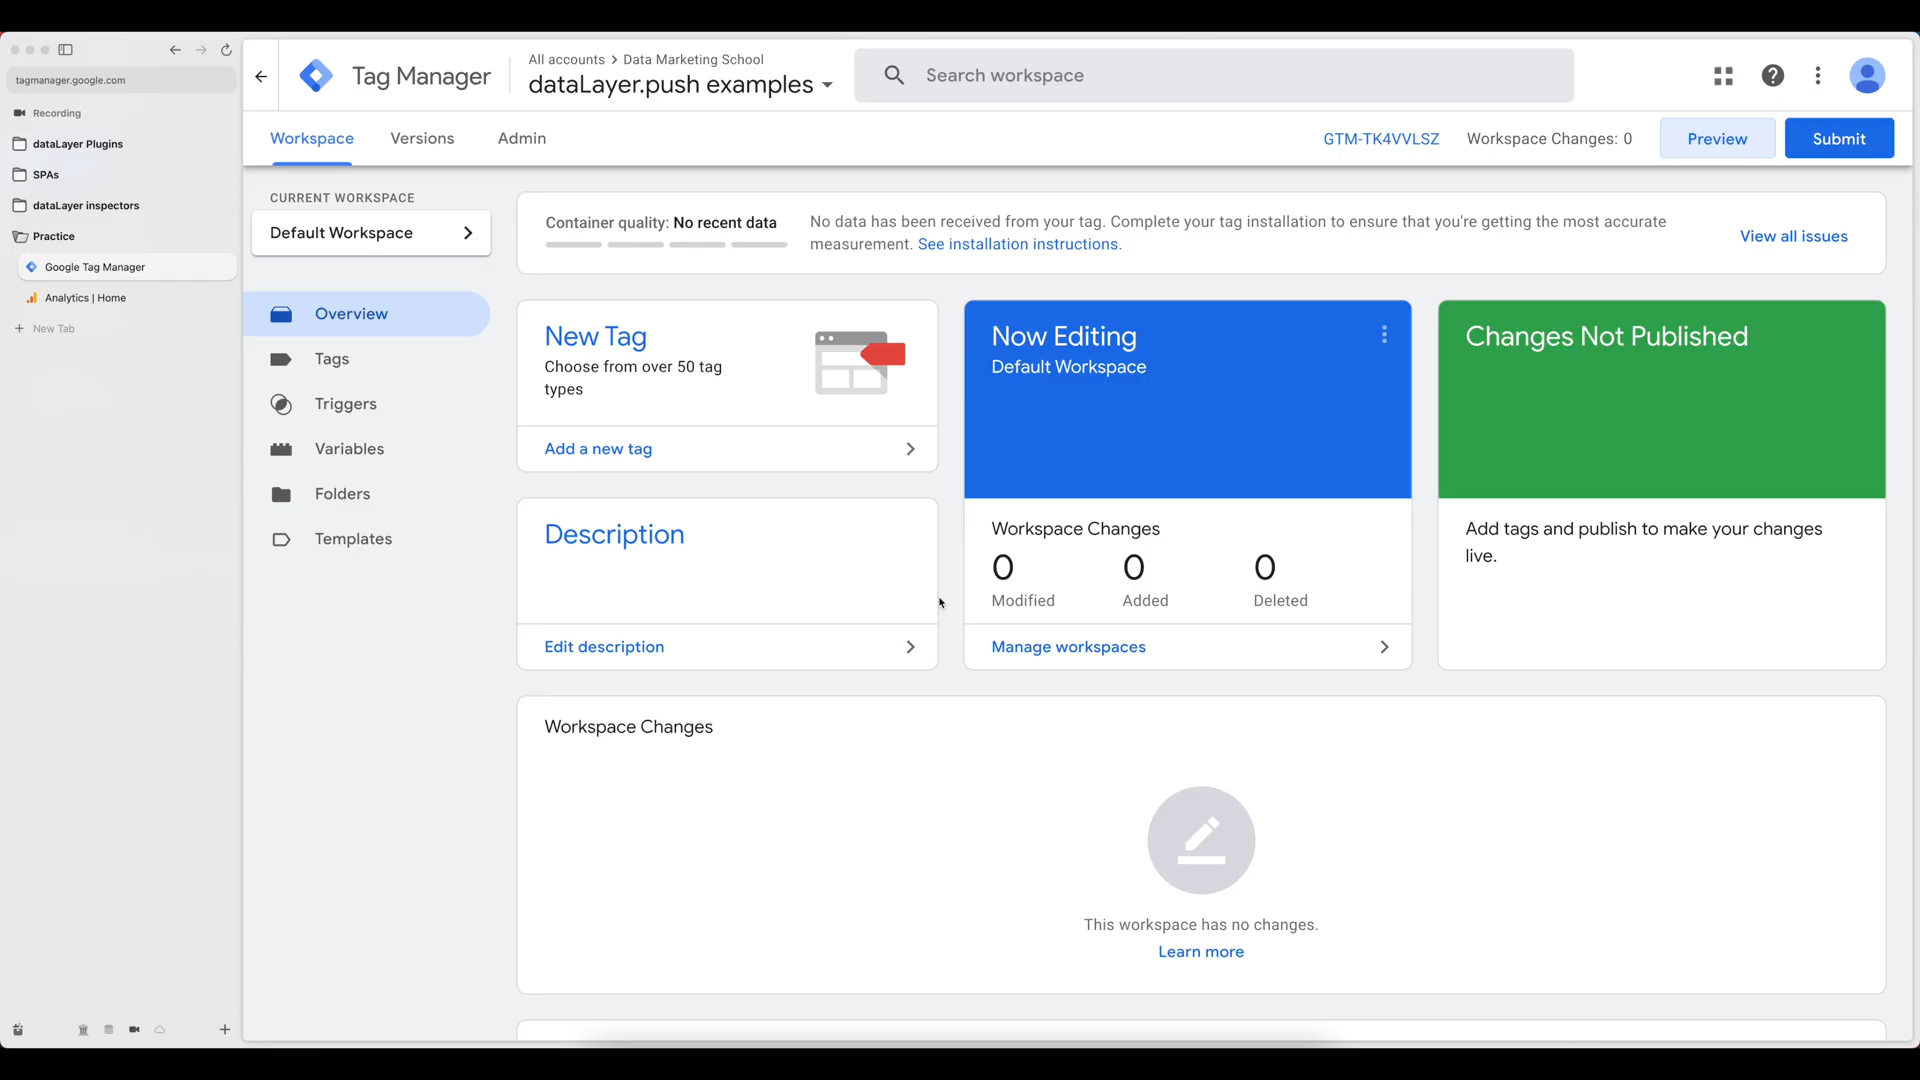 tagmanager.google.com
Recording
dataLayer Plugins
SPAs
dataLayer inspectors
Practice
Google Tag Manager
Analytics | Home
New Tab
Tag Manager
All accounts > Data Marketing School
dataLayer.push examples
Search workspace
Workspace
Versions
Admin
GTM-TK4VVLSZ
Workspace Changes: 0
Preview
Submit
CURRENT WORKSPACE
Default Workspace
Overview
Tags
Triggers
Variables
Folders
Templates
Container quality: No recent data
No data has been received from your tag. Complete your tag installation to ensure that you're getting the most accurate
measurement. See installation instructions.
View all issues
New Tag
Choose from over 50 tag
types
Add a new tag
Description
Edit description
Now Editing
Default Workspace
Workspace Changes
0 0 0
Modified Added Deleted
Manage workspaces
Changes Not Published
Add tags and publish to make your changes
live.
Workspace Changes
This workspace has no changes.
Learn more